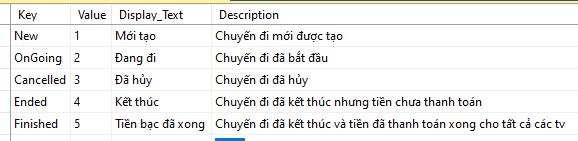 Key Value Display_Text Description
New 1 Mới tạo Chuyến đi mới được tạo
OnGoing 2 Đang đi Chuyến đi đã bắt đầu
Cancelled 3 Đã hủy Chuyến đi đã hủy
Ended 4 Kết thúc Chuyến đi đã kết thúc nhưng tiền chưa thanh toán
Finished 5 Tiền bạc đã xong Chuyến đi đã kết thúc và tiền đã thanh toán xong cho tất cả các tv